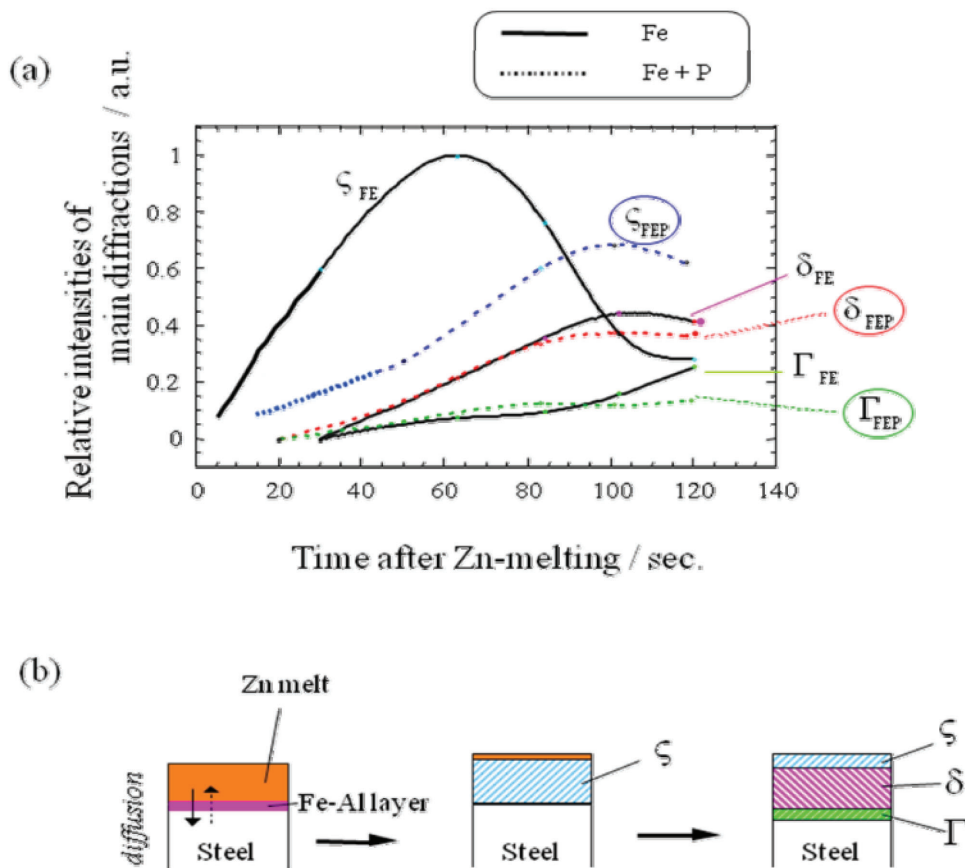 Fe
Fe + P
(a)
Relative intensities of
main diffractions / a.u.
1
0.8
0.6
0.4
0.2
0
ς FE
ς FEP
δ FE
δ FEP
Γ FE
Γ FEP
0 20 40 60 80 100 120 140
Time after Zn-melting / sec.
(b)
Zn melt
ς
ς
diffusion
Fe-Al layer
δ
Γ
Steel
Steel
Steel